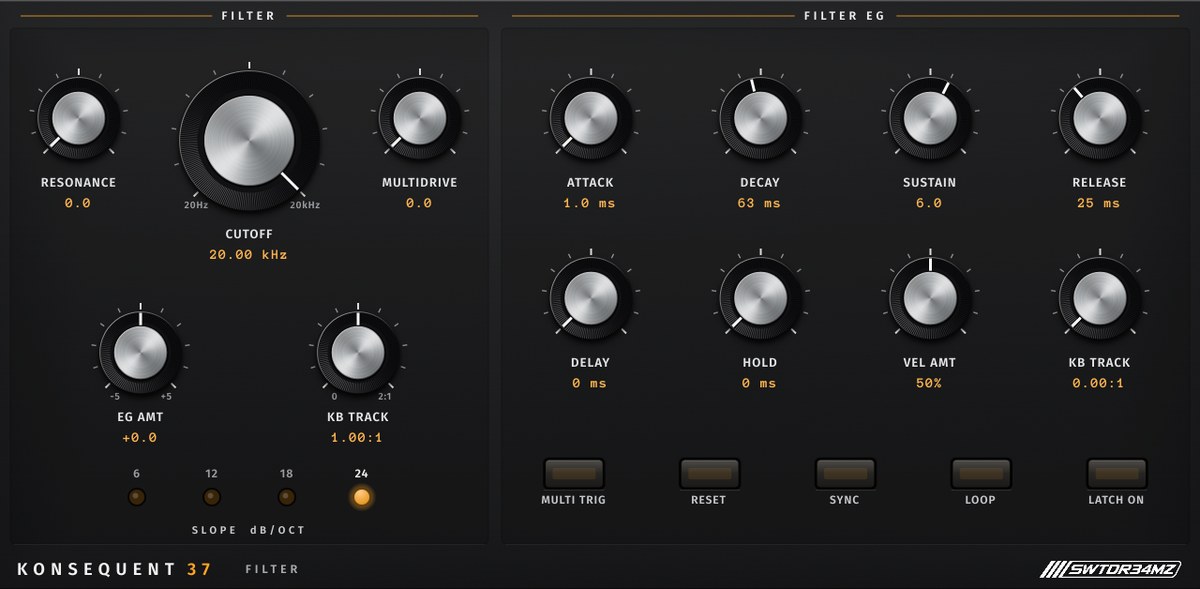 FILTER
FILTER EG
RESONANCE
0.0
20Hz
20kHz
CUTOFF
20.00 kHz
MULTIDRIVE
0.0
-5
+5
EG AMT
+0.0
0
2:1
KB TRACK
1.00:1
6
12
18
24
SLOPE dB/OCT
ATTACK
1.0 ms
DECAY
63 ms
SUSTAIN
6.0
RELEASE
25 ms
DELAY
0 ms
HOLD
0 ms
VEL AMT
50%
KB TRACK
0.00:1
MULTI TRIG
RESET
SYNC
LOOP
LATCH ON
KONSEQUENT 37
FILTER
SWTDR34MZ